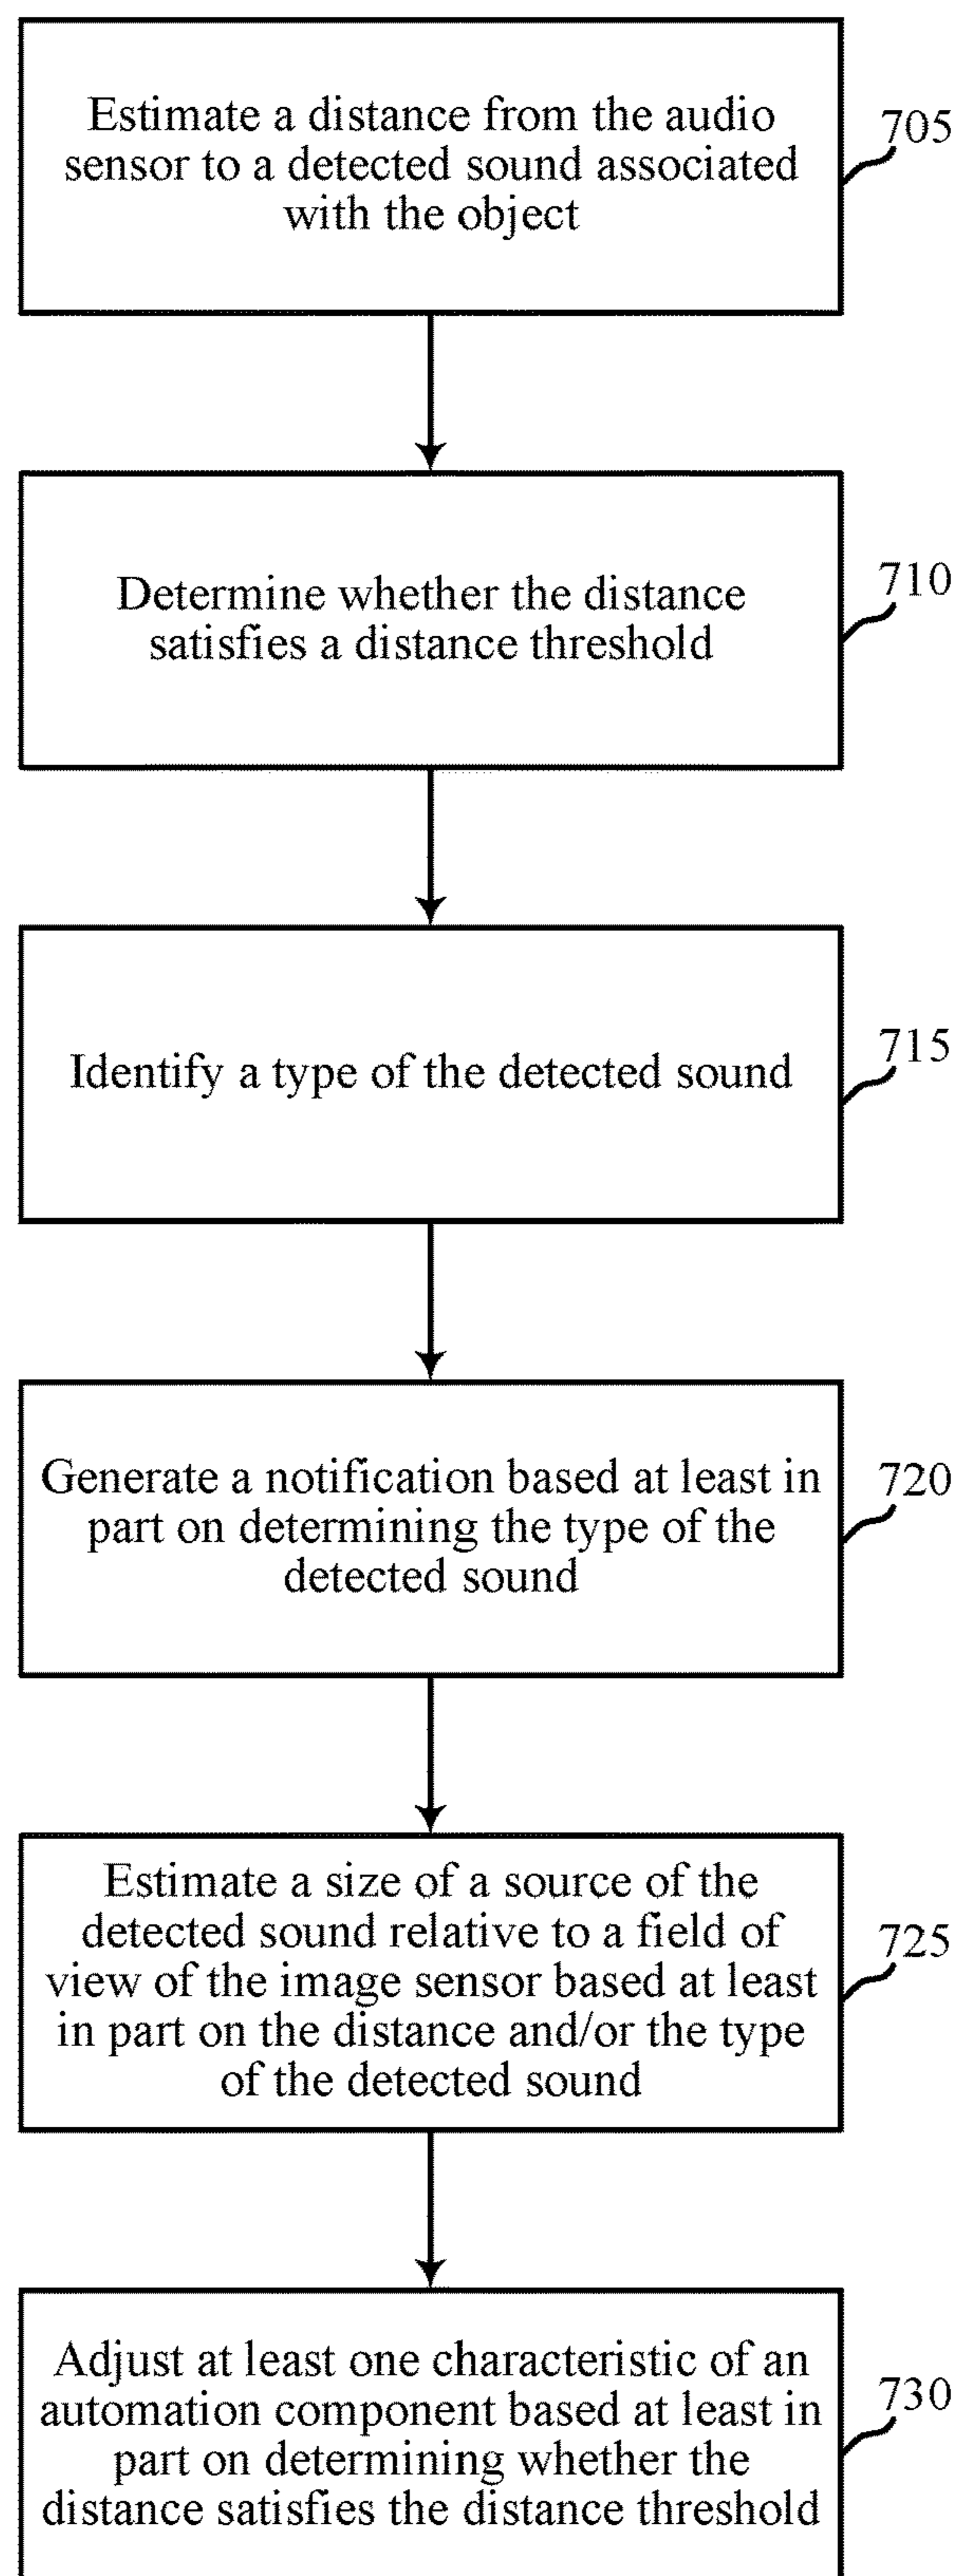 Estimate a distance from the audio
sensor to a detected sound associated
with the object
705
Determine whether the distance
satisfies a distance threshold
710
Identify a type of the detected sound
715
Generate a notification based at least in
part on determining the type of the
detected sound
720
Estimate a size of a source of the
detected sound relative to a field of
view of the image sensor based at least
in part on the distance and/or the type
of the detected sound
725
Adjust at least one characteristic of an
automation component based at least in
part on determining whether the
distance satisfies the distance threshold
730